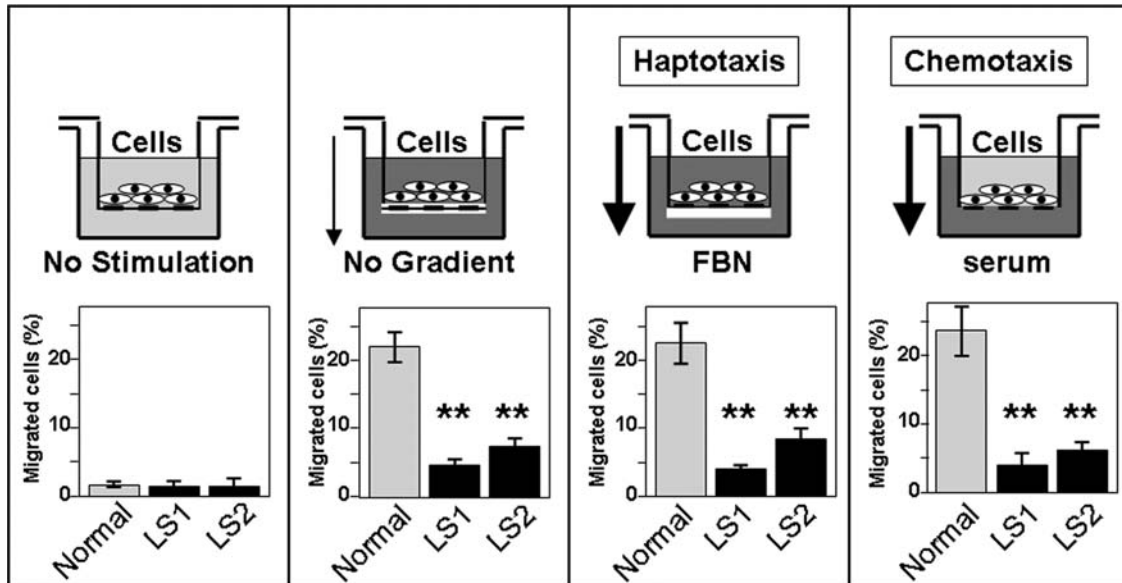 Cells
No Stimulation
Migrated cells (%)
20
10
0
Normal
LS1
LS2
Cells
No Gradient
Migrated cells (%)
20
10
0
**
**
Normal
LS1
LS2
Haptotaxis
Cells
FBN
Migrated cells (%)
20
10
0
**
**
Normal
LS1
LS2
Chemotaxis
Cells
serum
Migrated cells (%)
20
10
0
**
**
Normal
LS1
LS2